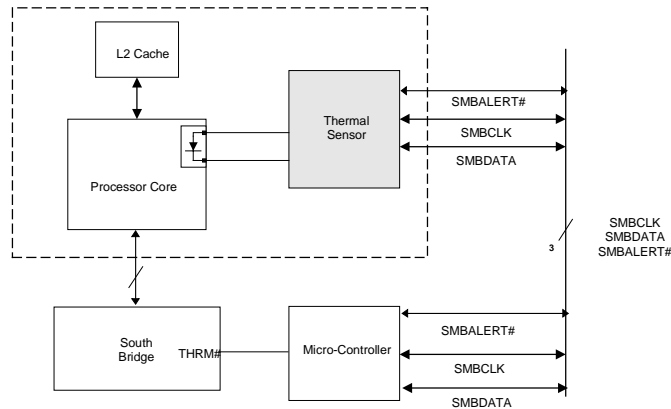 L2 Cache
Thermal
Sensor
Processor Core
SMBALERT#
SMBCLK
SMBDATA
3
SMBCLK
SMBDATA
SMBALERT#
South
Bridge
THRM#
Micro-Controller
SMBALERT#
SMBCLK
SMBDATA